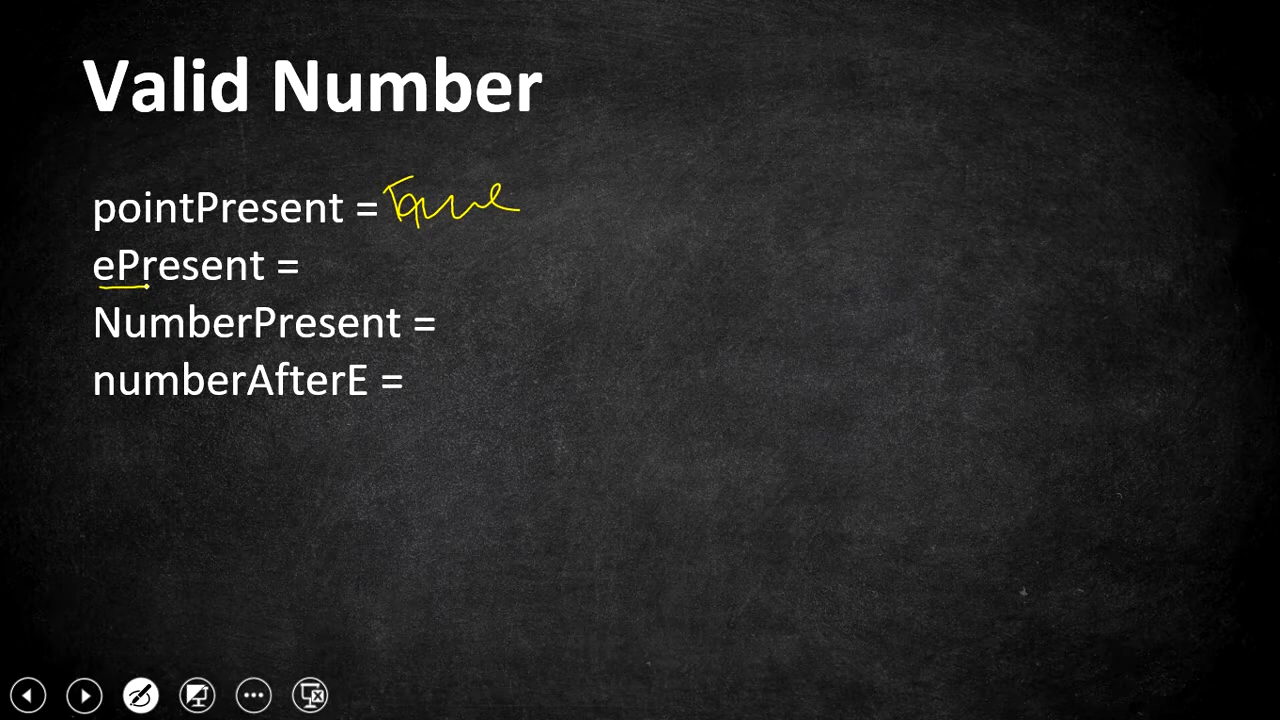 Valid Number
pointPresent = True
ePresent =
NumberPresent =
numberAfterE =